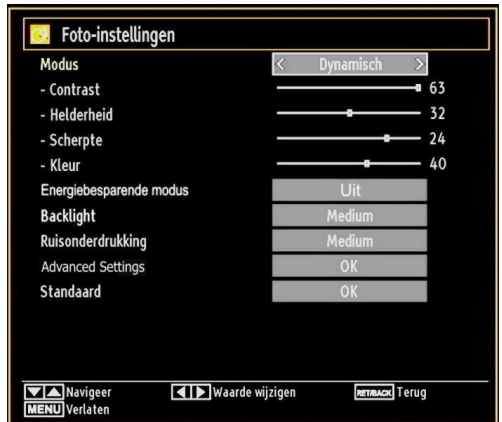 Foto-instellingen
Modus Dynamisch
- Contrast 63
- Helderheid 32
- Scherpte 24
- Kleur 40
Energiebesparende modus Uit
Backlight Medium
Ruisonderdrukking Medium
Advanced Settings OK
Standaard OK
Navigeer Waarde wijzigen RET/BACK Terug
MENU Verlaten